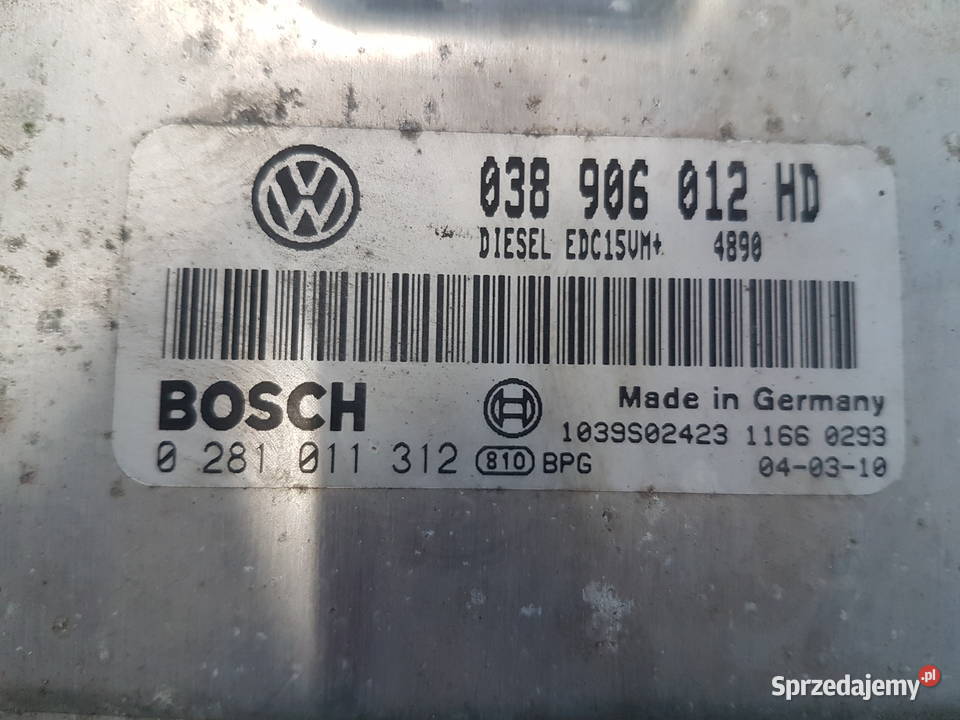 038 906 012 HD
DIESEL EDC15VM+ 4890
BOSCH
Made in Germany
1039S02423 1166 0293
0 281 011 312 810 BPG
04-03-10
Sprzedajemy.pl